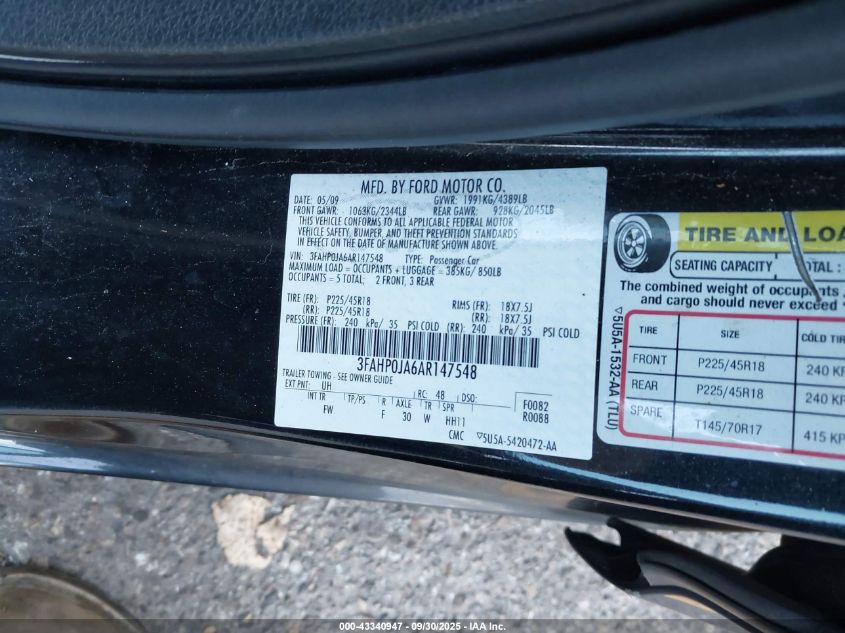 MFD. BY FORD MOTOR CO.
DATE: 05/09 GVWR: 1991KG/4389LB
FRONT GAWR: 1063KG/2344LB REAR GAWR: 928KG/2045LB
THIS VEHICLE CONFORMS TO ALL APPLICABLE FEDERAL MOTOR
VEHICLE SAFETY, BUMPER, AND THEFT PREVENTION STANDARDS
IN EFFECT ON THE DATE OF MANUFACTURE SHOWN ABOVE.
VIN: 3FAHP0JA6AR147548 TYPE: Passenger Car
MAXIMUM LOAD = OCCUPANTS + LUGGAGE = 385KG/ 850LB
OCCUPANTS = 5 TOTAL: 2 FRONT, 3 REAR
TIRE (FR): P225/45R18 RIMS (FR): 18X7.5J
(RR): P225/45R18 (RR): 18X7.5J
PRESSURE (FR): 240 kPa/ 35 PSI COLD (RR): 240 kPa/ 35 PSI COLD
3FAHP0JA6AR147548
TRAILER TOWING - SEE OWNER GUIDE
EXT PNT: UH RC: 48 DSO: F0082
INT TR TP/PS R AXLE TR SPR R0088
FW F 30 W HH11
CMC ▽5U5A-5420472-AA
TIRE AND LOA
SEATING CAPACITY TOTAL :
The combined weight of occupants
and cargo should never exceed
TIRE SIZE COLD TIR
FRONT P225/45R18 240 KP
REAR P225/45R18 240 KP
SPARE T145/70R17 415 KP
▽5U5A-1532-AA (TLU)
000-43340947 / 09/30/2025 / IAA Inc.